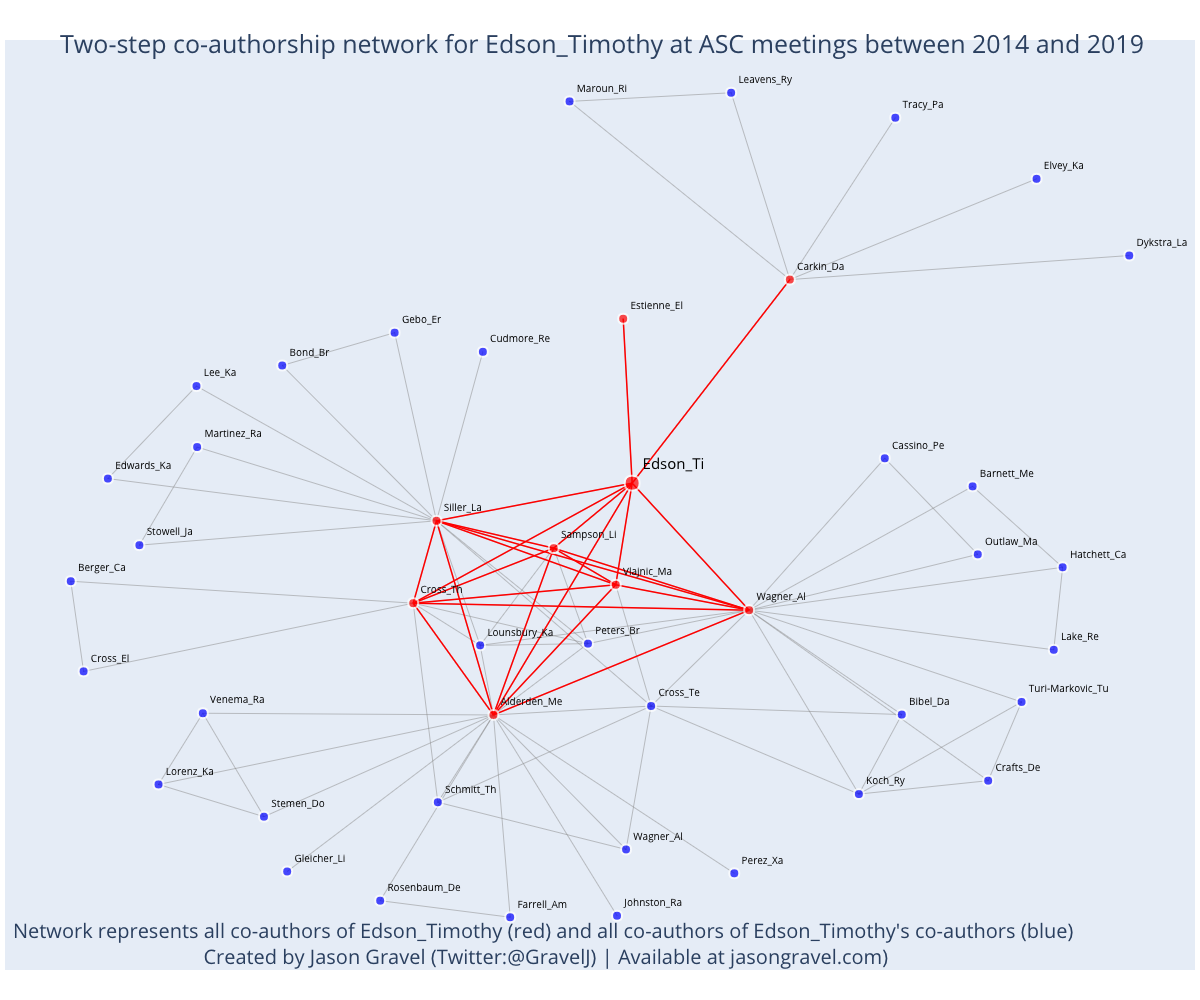 Two-step co-authorship network for Edson_Timothy at ASC meetings between 2014 and 2019
Leavens_Ry
Maroun_Ri
Tracy_Pa
Elvey_Ka
Dykstra_La
Carkin_Da
Estienne_El
Gebo_Er
Cudmore_Re
Bond_Br
Lee_Ka
Martinez_Ra
Cassino_Pe
Edwards_Ka
Edson_Ti
Barnett_Me
Siller_La
Stowell_Ja
Sampson_Li
Outlaw_Ma
Hatchett_Ca
Berger_Ca
Vlajnic_Ma
Cross_Th
Wagner_Al
Lounsbury_Ka
Peters_Br
Lake_Re
Cross_El
Cross_Te
Turi-Markovic_Tu
Venema_Ra
Alderden_Me
Bibel_Da
Crafts_De
Lorenz_Ka
Koch_Ry
Schmitt_Th
Stemen_Do
Wagner_Al
Gleicher_Li
Perez_Xa
Rosenbaum_De
Johnston_Ra
Farrell_Am
Network represents all co-authors of Edson_Timothy (red) and all co-authors of Edson_Timothy's co-authors (blue)
Created by Jason Gravel (Twitter:@GravelJ) | Available at jasongravel.com)